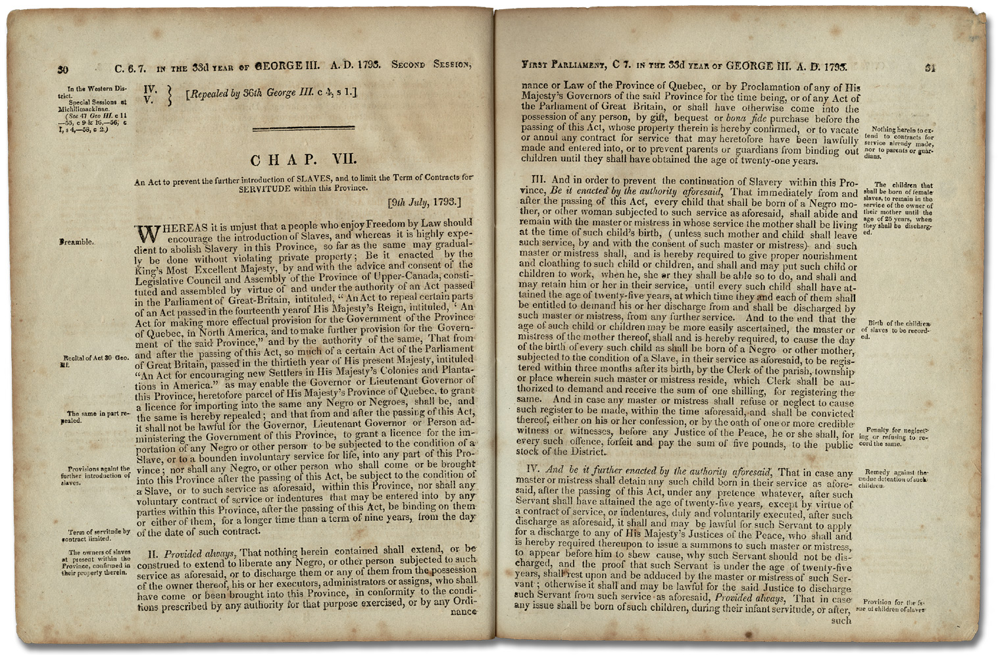 30 C. 6. 7. IN THE 33d YEAR OF GEORGE III. A. D. 1793. SECOND SESSION,
In the Western Dis-
trict.
Special Sessions at
Michilimackinac.
(See 47 Geo III. c 11
—55, c 9 & 16,—56, c
1, s 4,—58, c 2.)
IV.
V. } [Repealed by 36th George III. c 4, s 1.]
CHAP. VII.
An Act to prevent the further introduction of SLAVES, and to limit the Term of Contracts for
SERVITUDE within this Province.
[9th July, 1793.]
Preamble.
WHEREAS it is unjust that a people who enjoy Freedom by Law should
encourage the introduction of Slaves, and whereas it is highly expe-
dient to abolish Slavery in this Province, so far as the same may gradual-
ly be done without violating private property; Be it enacted by the
King's Most Excellent Majesty, by and with the advice and consent of the
Legislative Council and Assembly of the Province of Upper-Canada, consti-
tuted and assembled by virtue of and under the authority of an Act passed
in the Parliament of Great-Britain, intituled, "An Act to repeal certain parts
of an Act passed in the fourteenth year of His Majesty's Reign, intituled, ' An
Act for making more effectual provision for the Government of the Province
of Quebec, in North America, and to make further provision for the Govern-
ment of the said Province," and by the authority of the same, That from
and after the passing of this Act, so much of a certain Act of the Parliament
of Great Britain, passed in the thirtieth year of His present Majesty, intituled
"An Act for encouraging new Settlers in His Majesty's Colonies and Planta-
tions in America." as may enable the Governor or Lieutenant Governor of
this Province, heretofore parcel of His Majesty's Province of Quebec. to grant
a licence for importing into the same any Negro or Negroes, shall be, and
the same is hereby repealed; and that from and after the passing of this Act,
it shall not be lawful for the Governor, Lieutenant Governor or Person ad-
ministering the Government of this Province, to grant a licence for the im-
portation of any Negro or other person to be subjected to the condition of a
Slave, or to a bounden involuntary service for life, into any part of this Pro-
vince; nor shall any Negro, or other person who shall come or be brought
into this Province after the passing of this Act, be subject to the condition of
a Slave, or to such service as aforesaid, within this Province, nor shall any
voluntary contract of service or indentures that may be entered into by any
parties within this Province, after the passing of this Act, be binding on them
or either of them, for a longer time than a term of nine years, from the day
of the date of such contract.
Recital of Act 30 Geo.
III.
The same in part re-
pealed.
Provisions againt the
further introduction of
slaves.
Term of servitude by
contract limited.
The owners of slaves
at present within the
Province, confirmed in
their property therein.
II. Provided always, That nothing herein contained shall extend, or be
construed to extend to liberate any Negro, or other person subjected to such
service as aforesaid, or to discharge them or any of them from the possession
of the owner thereof, his or her executors, administrators or assigns, who shall
have come or been brought into this Province, in conformity to the condi-
tions prescribed by any authority for that purpose exercised, or by any Ordi-
nance
FIRST PARLIAMENT, C 7. IN THE 33d YEAR OF GEORGE III. A. D. 1793. 31
nance or Law of the Province of Quebec, or by Proclamation of any of His
Majesty's Governors of the said Province for the time being, or of any Act of
the Parliament of Great Britain, or shall have otherwise come into the
possession of any person, by gift, bequest or bona fide purchase before the
passing of this Act, whose property therein is hereby confirmed, or to vacate
or annul any contract for service that may heretofore have been lawfully
made and entered into, or to prevent parents or guardians from binding out
children until they shall have obtained the age of twenty-one years.
Nothing herein to ex-
tend to contracts for
service already made,
nor to parents or guar-
dians.
III. And in order to prevent the continuation of Slavery within this Pro-
vince, Be it enacted by the authority aforesaid, That immediately from and
after the passing of this Act, every child that shall be born of a Negro mo-
ther, or other woman subjected to such service as aforesaid, shall abide and
remain with the master or mistress in whose service the mother shall be living
at the time of such child's birth, (unless such mother and child shall leave
such service, by and with the consent of such master or mistress) and such
master or mistress shall, and is hereby required to give proper nourishment
and cloathing to such child or children, and shall and may put such child or
children to work, when he, she or they shall be able so to do, and shall and
may retain him or her in their service, until every such child shall have at-
tained the age of twenty-five years, at which time they and each of them shall
be entitled to demand his or her discharge from and shall be discharged by
such master or mistress, from any further service. And to the end that the
age of such child or children may be more easily ascertained, the master or
mistress of the mother thereof, shall and is hereby required, to cause the day
of the birth of every such child as shall be born of a Negro or other mother,
subjected to the condition of a Slave, in their service as aforesaid, to be regis-
tered within three months after its birth, by the Clerk of the parish, township
or place wherein such master or mistress reside, which Clerk shall be au-
thorized to demand and receive the sum of one shilling, for registering the
same. And in case any master or mistress shall refuse or neglect to cause
such register to be made, within the time aforesaid, and shall be convicted
thereof, either on his or her confession, or by the oath of one or more credible
witness or witnesses, before any Justice of the Peace, he or she shall, for
every such offence, forfeit and pay the sum of five pounds, to the public
stock of the District.
The children that
shall be born of female
slaves, to remain in the
service of the owner of
their mother until the
age of 25 years, when
they shall be discharg-
ed.
Birth of the children
of slaves to be record-
ed.
Penalty for neglect-
ing or refusing to re-
cord the same.
IV. And be it further enacted by the authority aforesaid, That in case any
master or mistress shall detain any such child born in their service as afore-
said, after the passing of this Act, under any pretence whatever, after such
Servant shall have attained the age of twenty-five years, except by virtue of
a contract of service, or indentures, duly and voluntarily executed, after such
discharge as aforesaid, it shall and may be lawful for such Servant to apply
for a discharge to any of His Majesty's Justices of the Peace, who shall and
is hereby required thereupon to issue a summons to such master or mistress,
to appear before him to shew cause, why such Servant should not be dis-
charged, and the proof that such Servant is under the age of twenty-five
years, shall rest upon and be adduced by the master or mistress of such Ser-
vant; otherwise it shall and may be lawful for the said Justice to discharge
such Servant from such service as aforesaid, Provided always, That in case
any issue shall be born of such children, during their infant servitude, or after,
such
Remedy against the
undue detention of such
children.
Provision for the is-
sue of children of slaves